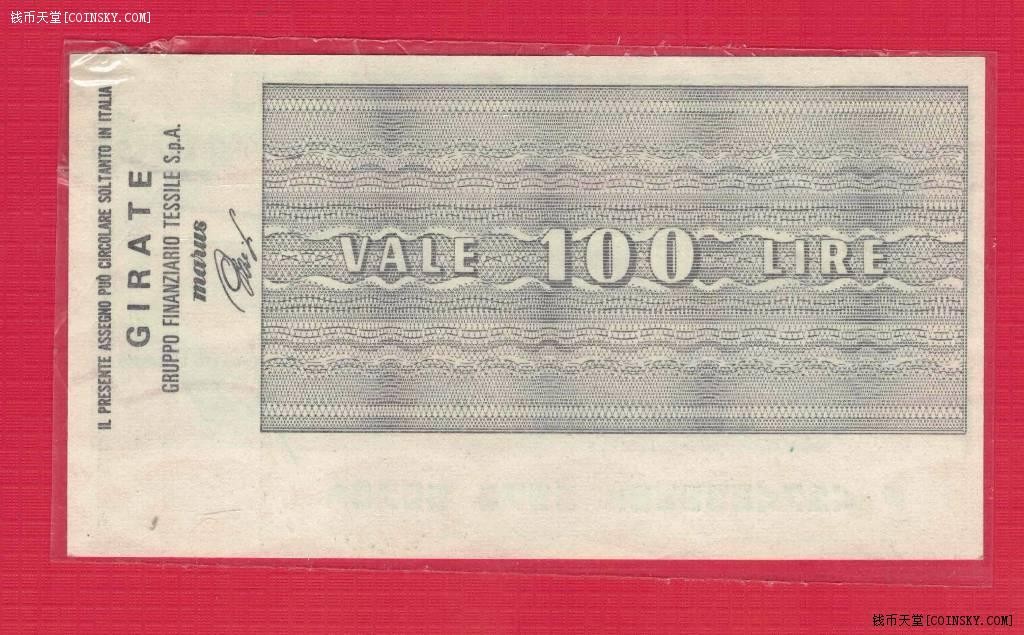 钱币天堂[COINSKY.COM]
IL PRESENTE ASSEGNO PUÒ CIRCOLARE SOLTANTO IN ITALIA
GIRATE
GRUPPO FINANZIARIO TESSILE S.p.A.
marus
VALE 100 LIRE
钱币天堂[COINSKY.COM]